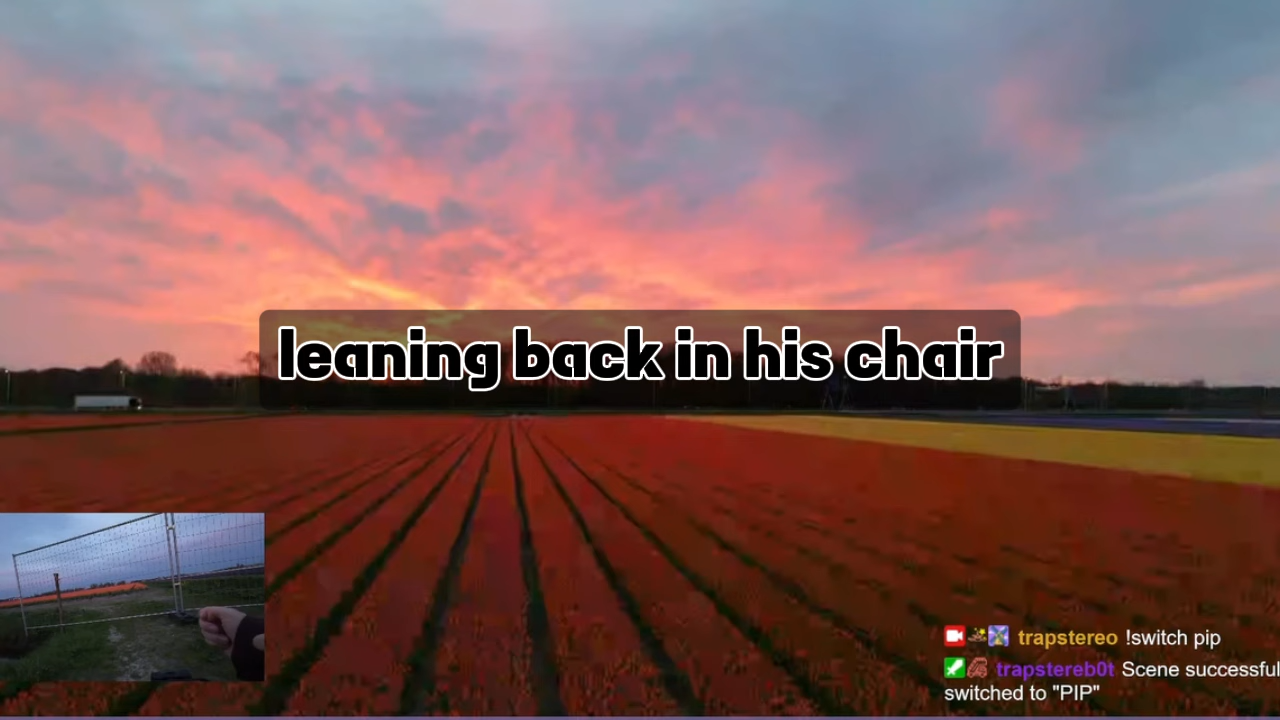 leaning back in his chair
trapstereo !switch pip
trapstereb0t Scene successful
switched to "PIP"